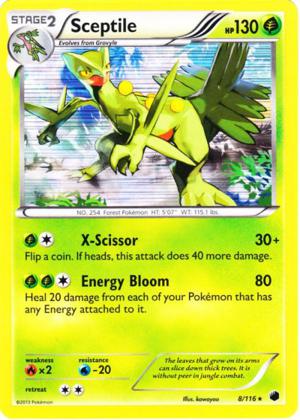 STAGE2 Sceptile HP130
Evolves from Grovyle
NO. 254 Forest Pokémon HT: 5'07" WT: 115.1 lbs.
X-Scissor 30+
Flip a coin. If heads, this attack does 40 more damage.
Energy Bloom 80
Heal 20 damage from each of your Pokémon that has
any Energy attached to it.
weakness resistance
×2 -20
retreat
The leaves that grow on its arms can
slice down thick trees. It is
without peer in jungle combat.
©2013 Pokémon Illus. kawayoo 8/116 ★